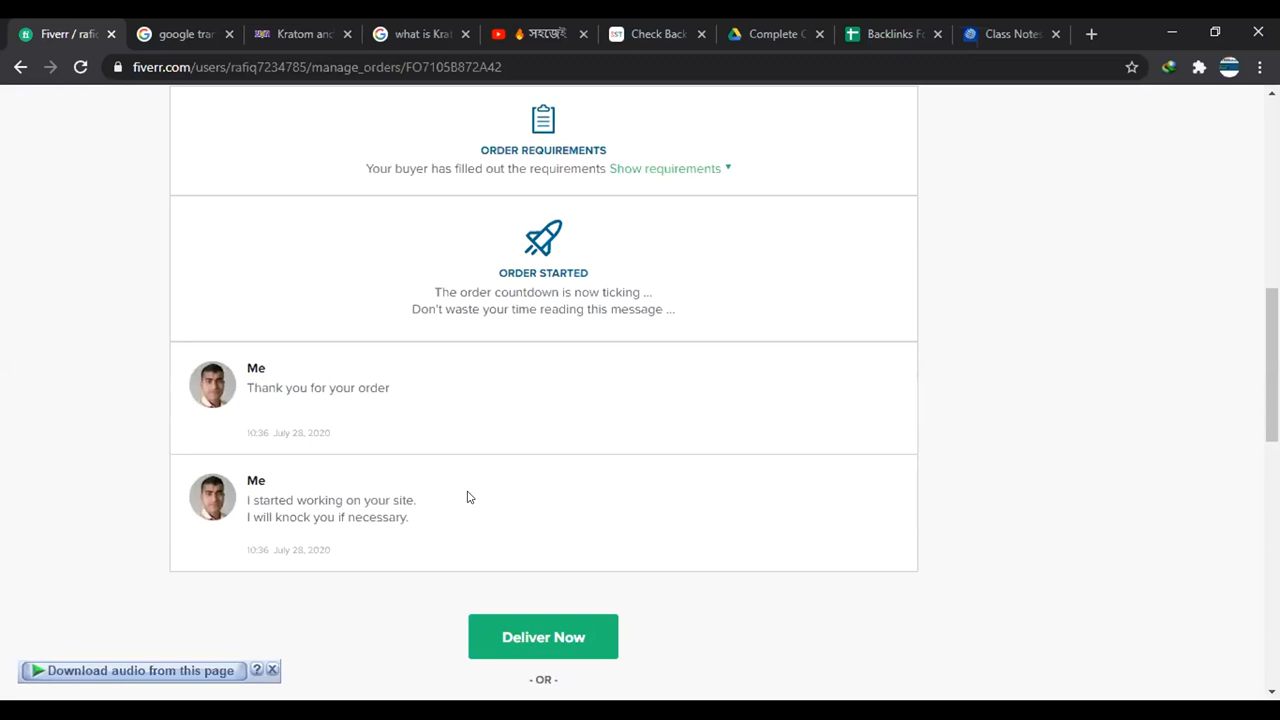 Fiverr / rafiq
google tran
Kratom and
what is Krat
🔥 সহজেই
Check Back
Complete C
Backlinks F
Class Notes
fiverr.com/users/rafiq7234785/manage_orders/FO7105B872A42
ORDER REQUIREMENTS
Your buyer has filled out the requirements Show requirements
ORDER STARTED
The order countdown is now ticking ...
Don't waste your time reading this message ...
Me
Thank you for your order
10:36 July 28, 2020
Me
I started working on your site.
I will knock you if necessary.
10:36 July 28, 2020
Deliver Now
- OR -
Download audio from this page
?